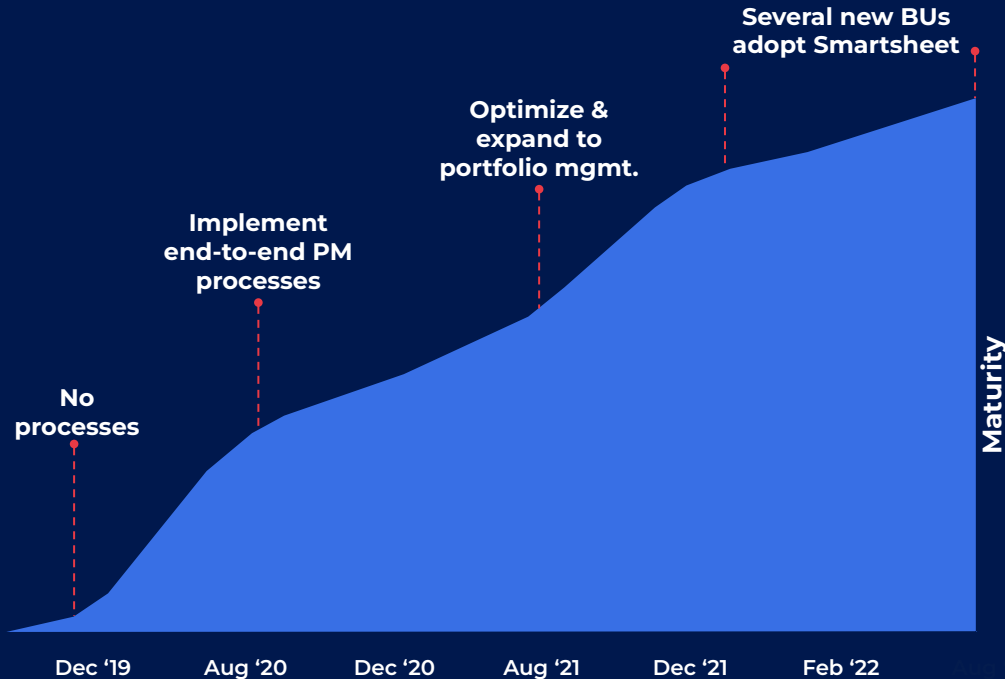 Several new BUs
adopt Smartsheet
Optimize &
expand to
portfolio mgmt.
Implement
end-to-end PM
processes
No
processes
Maturity
Dec ‘19
Aug ‘20
Dec ‘20
Aug ‘21
Dec ‘21
Feb ‘22